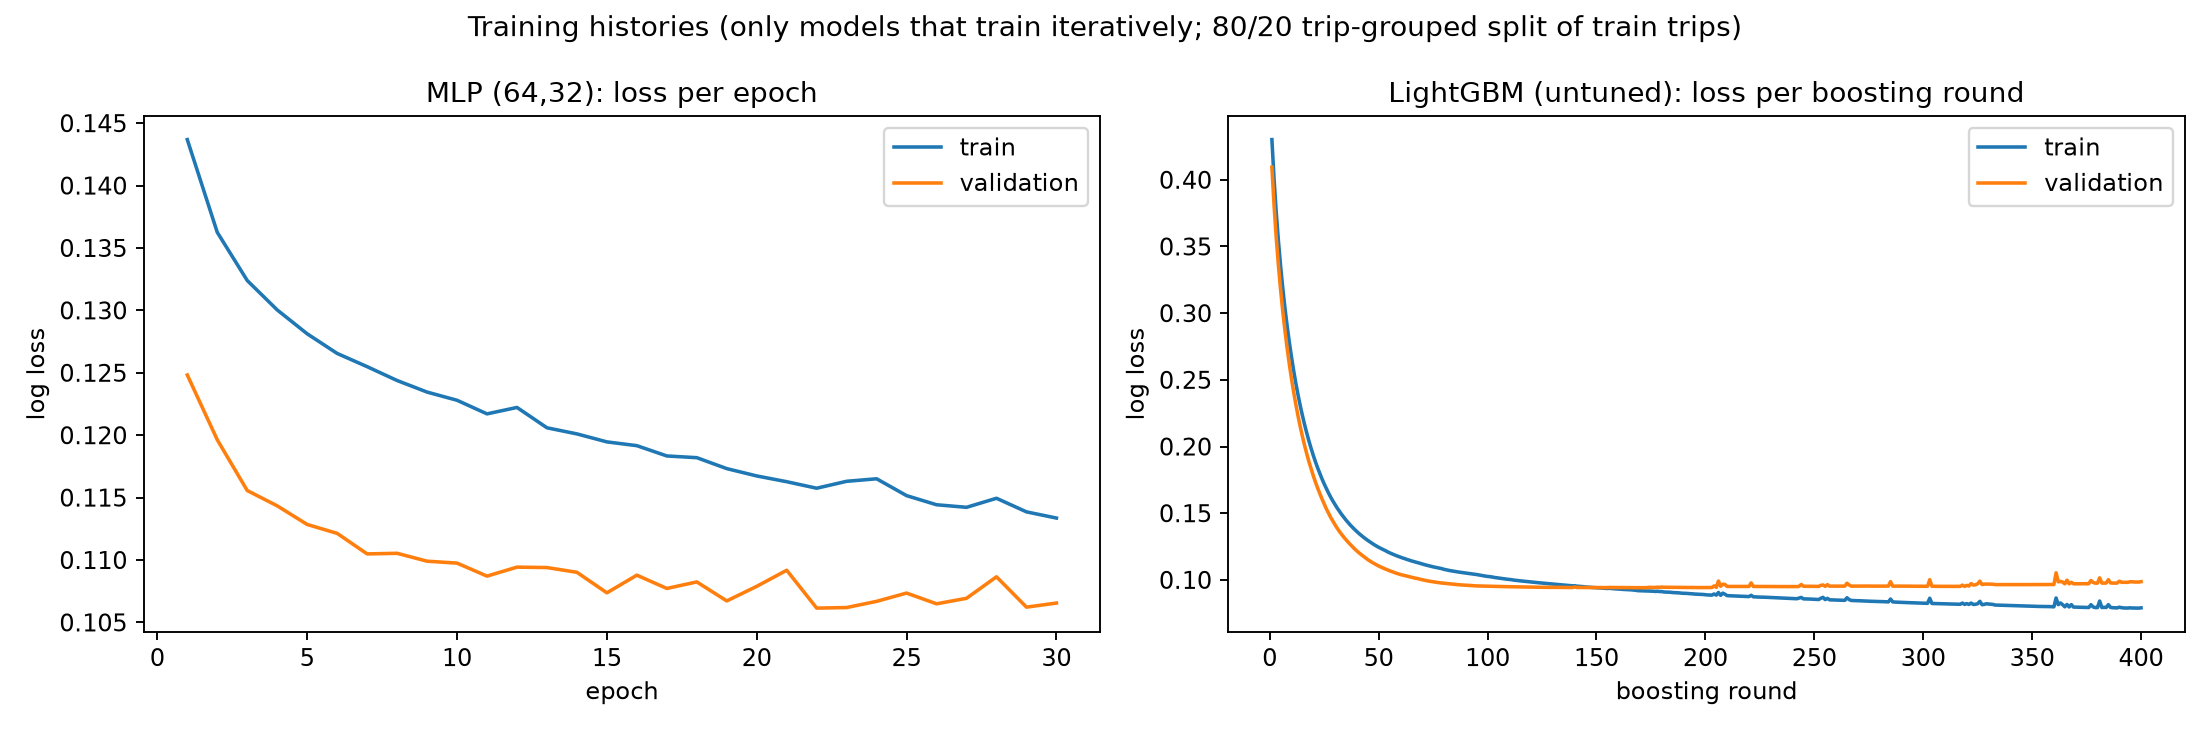 Training histories (only models that train iteratively; 80/20 trip-grouped split of train trips)
MLP (64,32): loss per epoch
train
validation
0.145
0.140
0.135
0.130
0.125
0.120
0.115
0.110
0.105
log loss
0 5 10 15 20 25 30
epoch
LightGBM (untuned): loss per boosting round
train
validation
0.40
0.35
0.30
0.25
0.20
0.15
0.10
log loss
0 50 100 150 200 250 300 350 400
boosting round